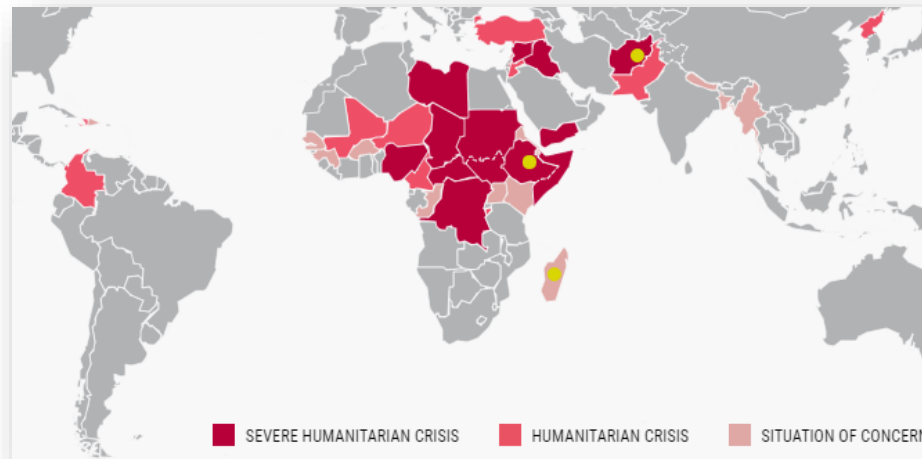 SEVERE HUMANITARIAN CRISIS
HUMANITARIAN CRISIS
SITUATION OF CONCERN